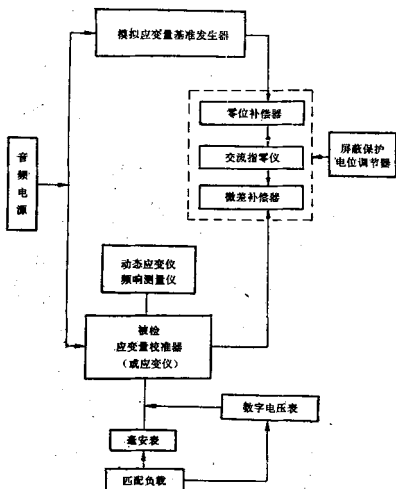 模拟应变量基准发生器
零位补偿器
交流指零仪
微差补偿器
屏蔽保护
电位调节器
音频电源
动态应变仪
频响测量仪
被检
应变量校准器
（或应变仪）
数字电压表
毫安表
匹配负载